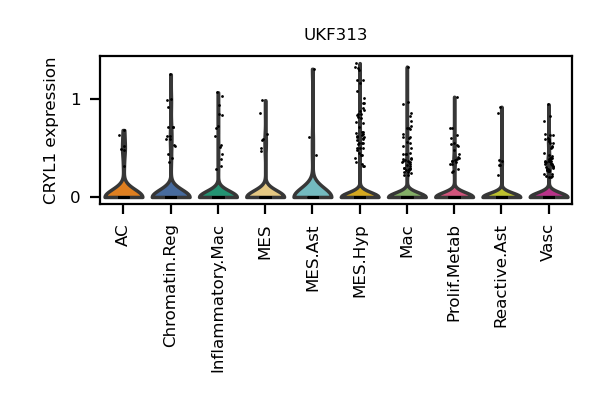 UKF313
CRYL1 expression
1
0
AC
Chromatin.Reg
Inflammatory.Mac
MES
MES.Ast
MES.Hyp
Mac
Prolif.Metab
Reactive.Ast
Vasc